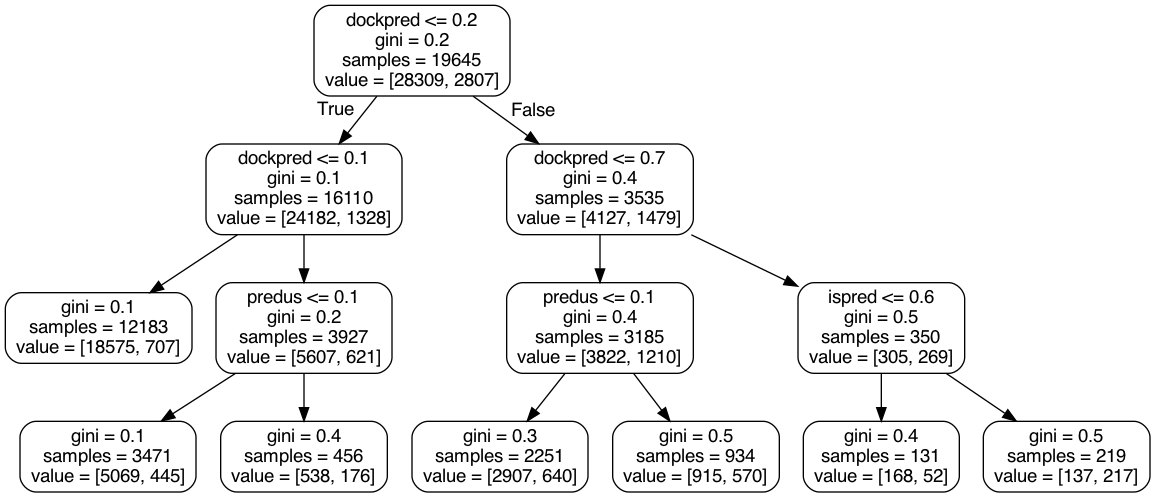 dockpred <= 0.2
gini = 0.2
samples = 19645
value = [28309, 2807]
True
False
dockpred <= 0.1
gini = 0.1
samples = 16110
value = [24182, 1328]
dockpred <= 0.7
gini = 0.4
samples = 3535
value = [4127, 1479]
gini = 0.1
samples = 12183
value = [18575, 707]
predus <= 0.1
gini = 0.2
samples = 3927
value = [5607, 621]
predus <= 0.1
gini = 0.4
samples = 3185
value = [3822, 1210]
ispred <= 0.6
gini = 0.5
samples = 350
value = [305, 269]
gini = 0.1
samples = 3471
value = [5069, 445]
gini = 0.4
samples = 456
value = [538, 176]
gini = 0.3
samples = 2251
value = [2907, 640]
gini = 0.5
samples = 934
value = [915, 570]
gini = 0.4
samples = 131
value = [168, 52]
gini = 0.5
samples = 219
value = [137, 217]